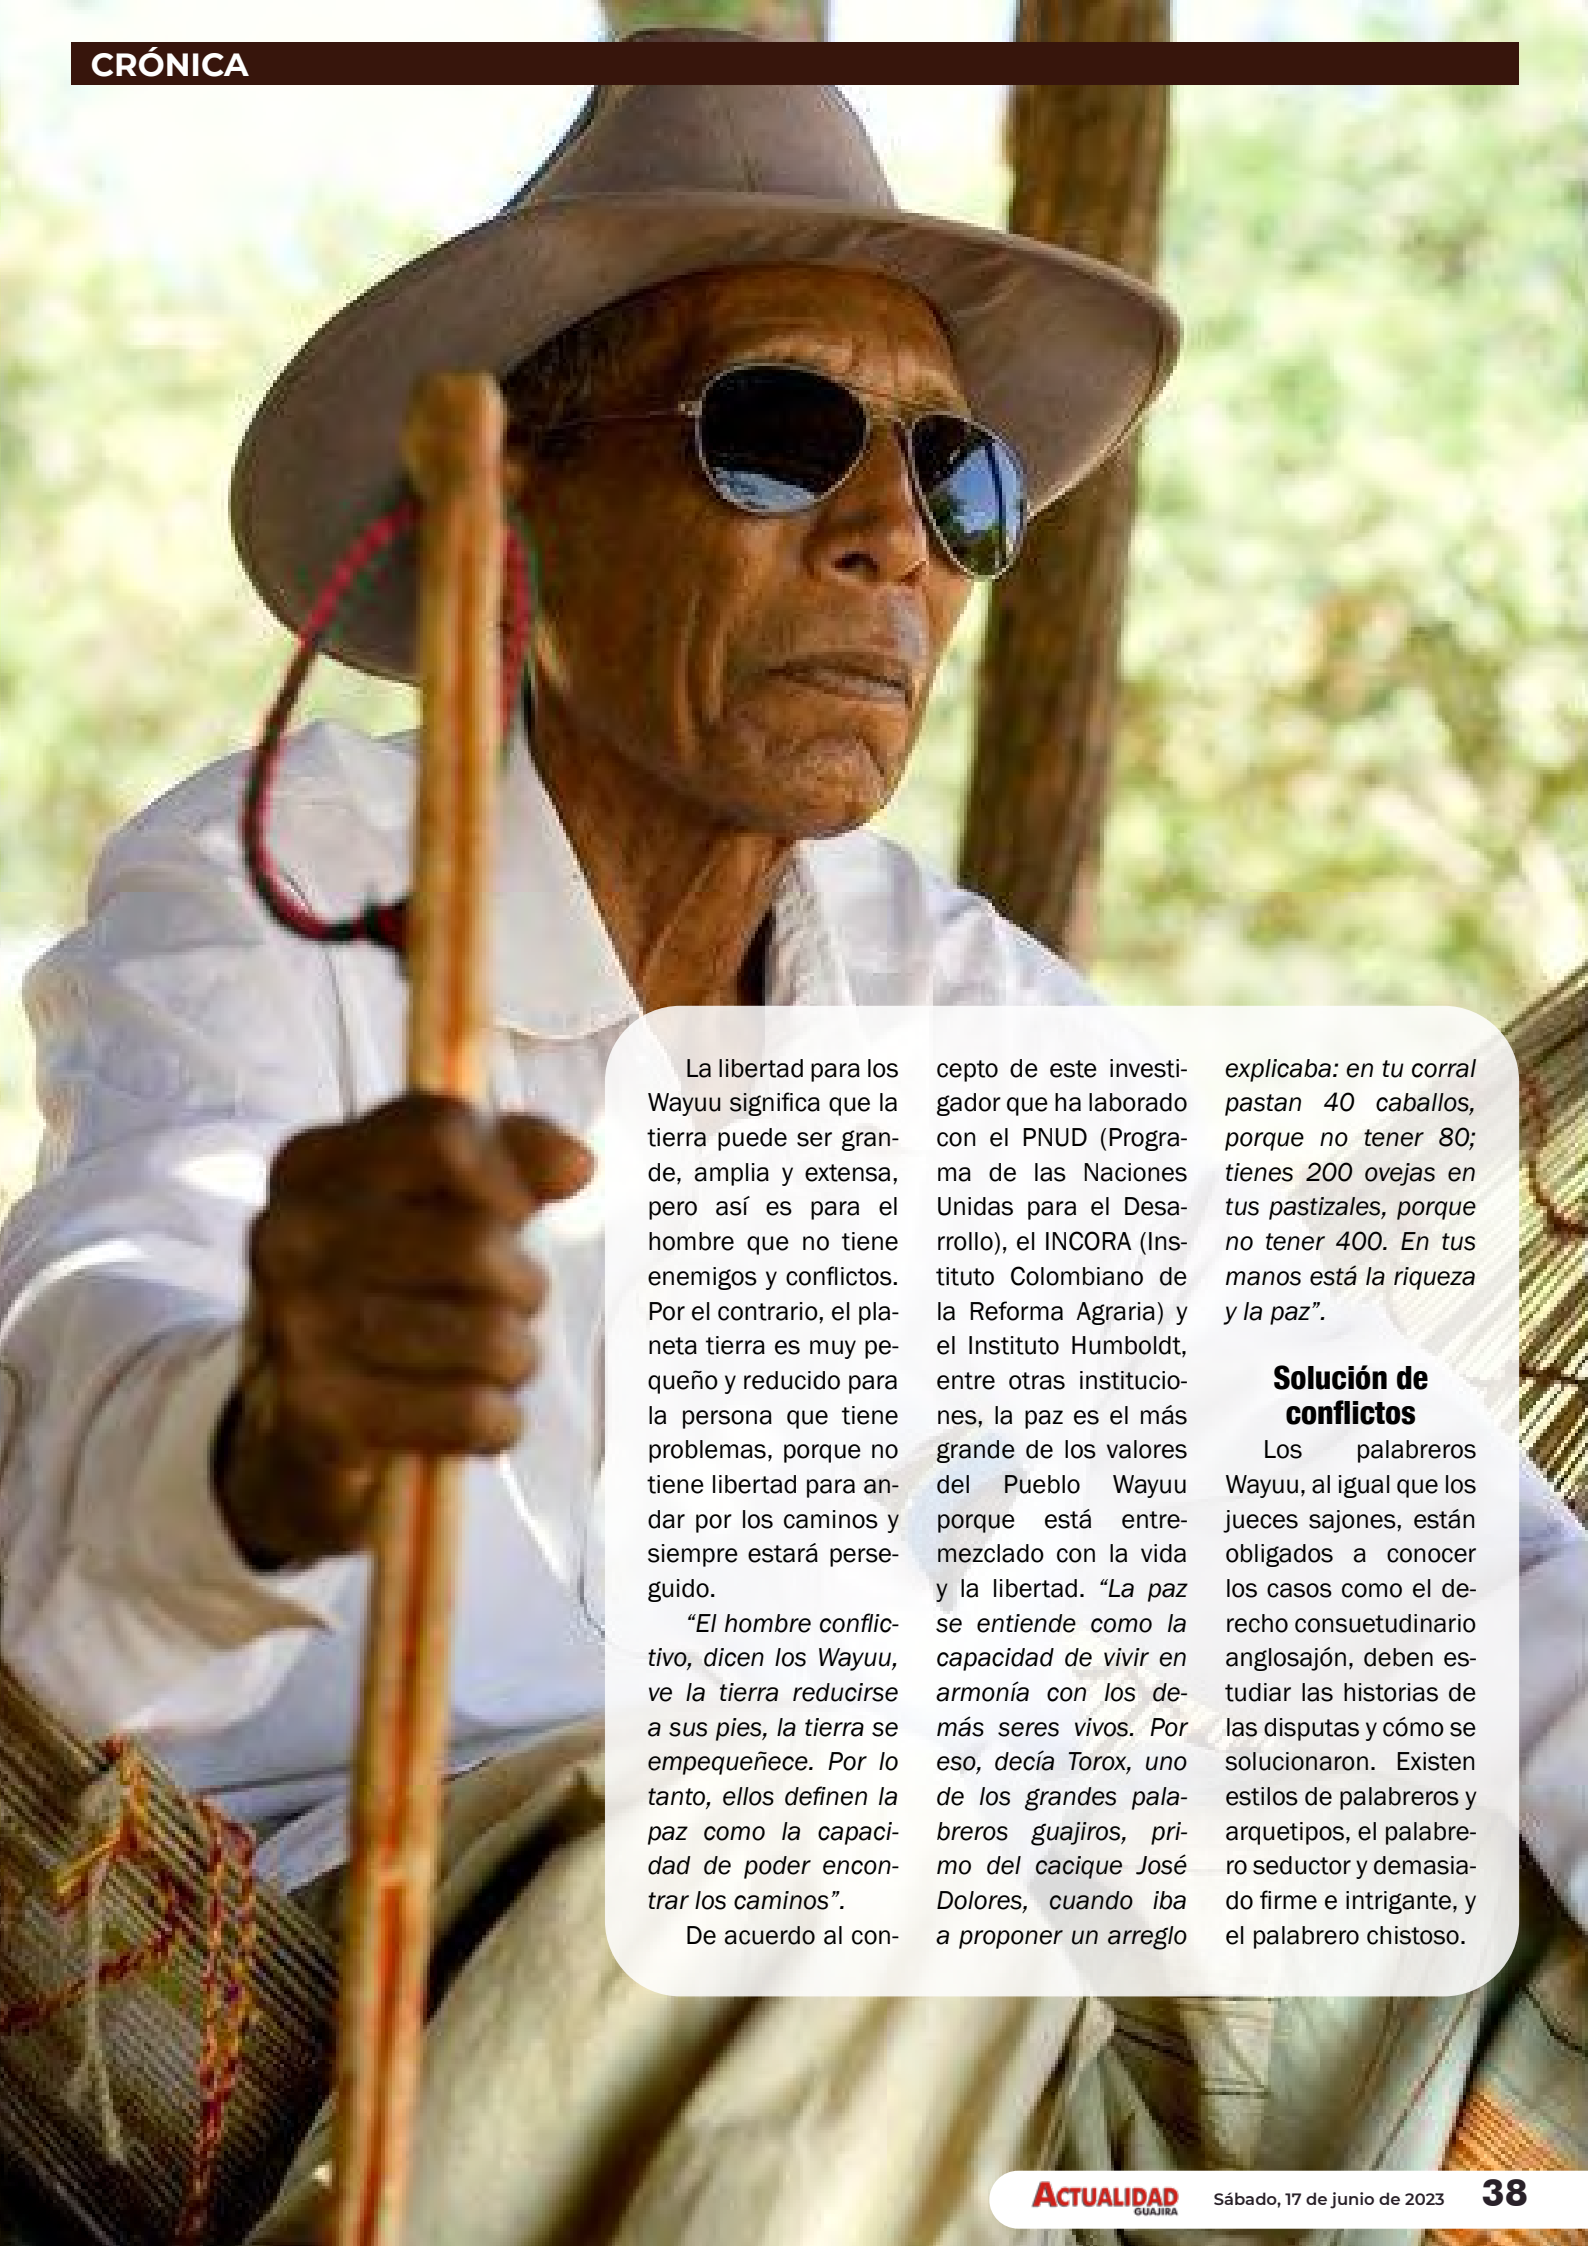 CRÓNICA
La libertad para los
Wayuu significa que la
tierra puede ser gran-
de, amplia y extensa,
pero así es para el
hombre que no tiene
enemigos y conflictos.
Por el contrario, el pla-
neta tierra es muy pe-
queño y reducido para
la persona que tiene
problemas, porque no
tiene libertad para an-
dar por los caminos y
siempre estará perse-
guido.
“El hombre conflic-
tivo, dicen los Wayuu,
ve la tierra reducirse
a sus pies, la tierra se
empequeñece. Por lo
tanto, ellos definen la
paz como la capaci-
dad de poder encon-
trar los caminos”.
De acuerdo al con-
cepto de este investi-
gador que ha laborado
con el PNUD (Progra-
ma de las Naciones
Unidas para el Desa-
rrollo), el INCORA (Ins-
tituto Colombiano de
la Reforma Agraria) y
el Instituto Humboldt,
entre otras institucio-
nes, la paz es el más
grande de los valores
del Pueblo Wayuu
porque está entre-
mezclado con la vida
y la libertad. “La paz
se entiende como la
capacidad de vivir en
armonía con los de-
más seres vivos. Por
eso, decía Torox, uno
de los grandes pala-
breros guajiros, pri-
mo del cacique José
Dolores, cuando iba
a proponer un arreglo
explicaba: en tu corral
pastan 40 caballos,
porque no tener 80;
tienes 200 ovejas en
tus pastizales, porque
no tener 400. En tus
manos está la riqueza
y la paz”.
Solución de
conflictos
Los palabreros
Wayuu, al igual que los
jueces sajones, están
obligados a conocer
los casos como el de-
recho consuetudinario
anglosajón, deben es-
tudiar las historias de
las disputas y cómo se
solucionaron. Existen
estilos de palabreros y
arquetipos, el palabre-
ro seductor y demasia-
do firme e intrigante, y
el palabrero chistoso.
ACTUALIDAD
GUAJIRA
Sábado, 17 de junio de 2023
38